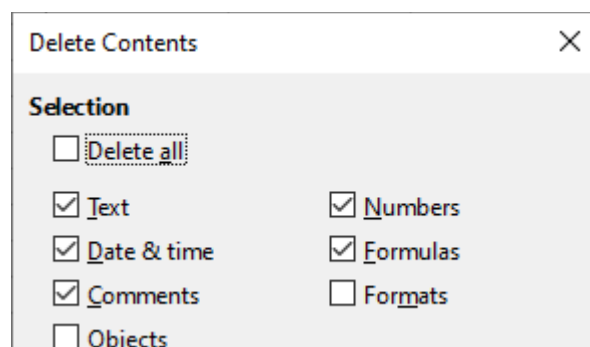 Delete Contents
Selection
Delete all
Text
Numbers
Date & time
Formulas
Comments
Formats
Objects